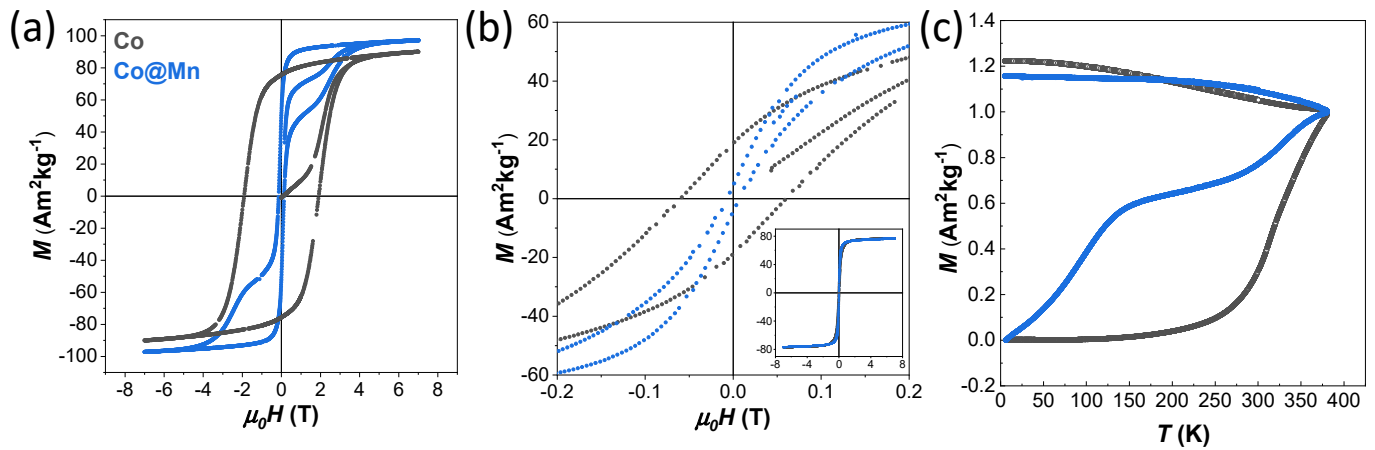 (a)
Co
Co@Mn
100
80
60
40
20
0
-20
-40
-60
-80
-100
-8 -6 -4 -2 0 2 4 6 8
M (Am²kg⁻¹)
μ₀H (T)
(b)
60
40
20
0
-20
-40
-60
-0.2 -0.1 0.0 0.1 0.2
M (Am²kg⁻¹)
μ₀H (T)
80
40
0
-40
-80
-8 -4 0 4 8
(c)
1.4
1.2
1.0
0.8
0.6
0.4
0.2
0.0
-0.2
0 50 100 150 200 250 300 350 400
M (Am²kg⁻¹)
T (K)